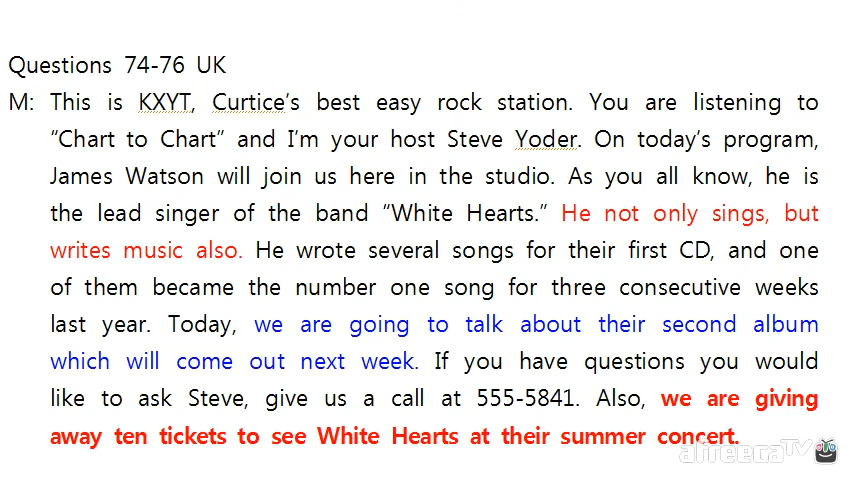 Questions 74-76 UK
M: This is KXYT, Curtice’s best easy rock station. You are listening to
“Chart to Chart” and I’m your host Steve Yoder. On today’s program,
James Watson will join us here in the studio. As you all know, he is
the lead singer of the band “White Hearts.” He not only sings, but
writes music also. He wrote several songs for their first CD, and one
of them became the number one song for three consecutive weeks
last year. Today, we are going to talk about their second album
which will come out next week. If you have questions you would
like to ask Steve, give us a call at 555-5841. Also, we are giving
away ten tickets to see White Hearts at their summer concert.
afreecaTV